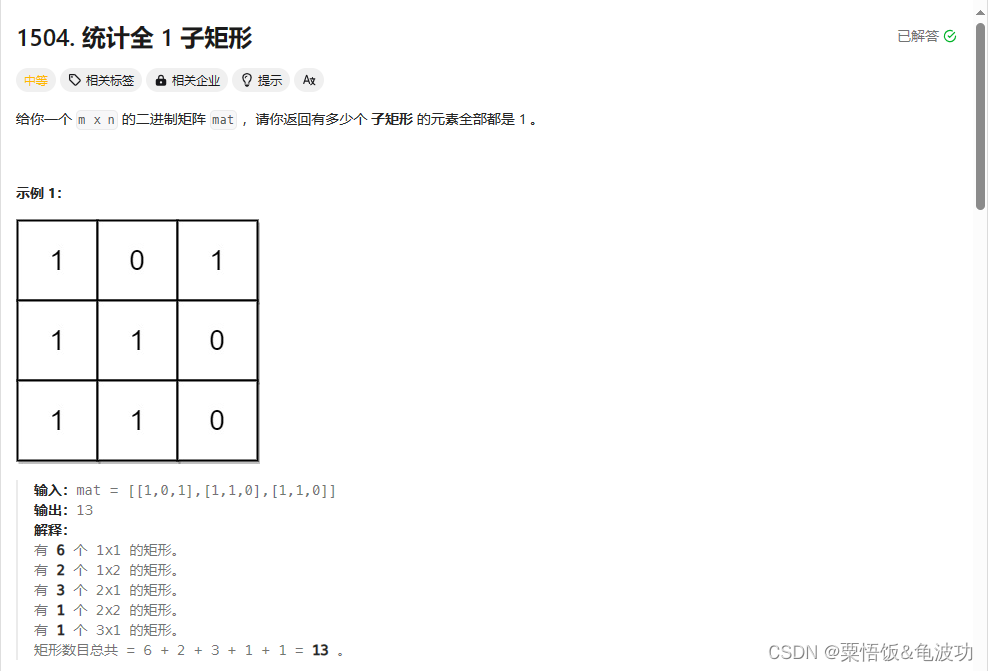 1504. 统计全 1 子矩形
已解答
中等 相关标签 相关企业 提示 Aあ
给你一个 m x n 的二进制矩阵 mat ，请你返回有多少个 子矩形 的元素全部都是 1 。
示例 1：
1 0 1
1 1 0
1 1 0
输入：mat = [[1,0,1],[1,1,0],[1,1,0]]
输出：13
解释：
有 6 个 1x1 的矩形。
有 2 个 1x2 的矩形。
有 3 个 2x1 的矩形。
有 1 个 2x2 的矩形。
有 1 个 3x1 的矩形。
矩形数目总共 = 6 + 2 + 3 + 1 + 1 = 13 。
CSDN @粟悟饭&龟波功